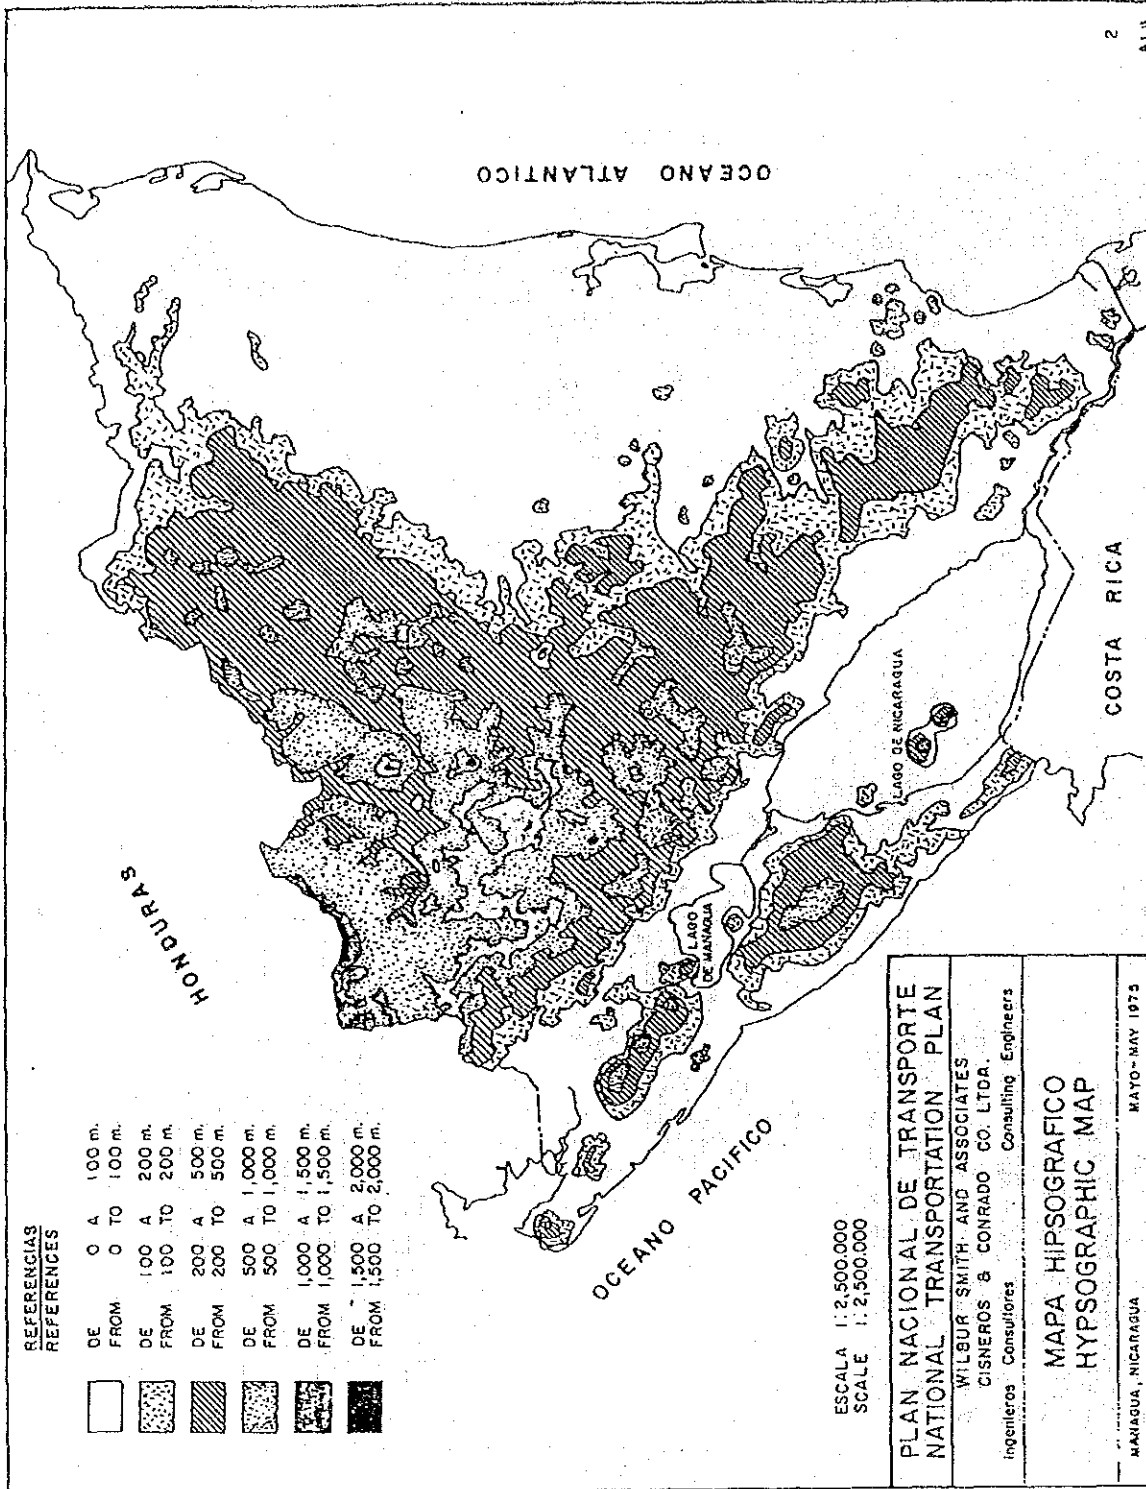 REFERENCIAS
REFERENCES
DE 0 A 100 m.
FROM 0 TO 100 m.
DE 100 A 200 m.
FROM 100 TO 200 m.
DE 200 A 500 m.
FROM 200 TO 500 m.
DE 500 A 1,000 m.
FROM 500 TO 1,000 m.
DE 1,000 A 1,500 m.
FROM 1,000 TO 1,500 m.
DE 1,500 A 2,000 m.
FROM 1,500 TO 2,000 m.
HONDURAS
OCEANO ATLANTICO
LAGO DE NICARAGUA
LAGO
DE MANAGUA
COSTA RICA
OCEANO PACIFICO
ESCALA 1:2,500.000
SCALE 1:2,500.000
PLAN NACIONAL DE TRANSPORTE
NATIONAL TRANSPORTATION PLAN
WILBUR SMITH AND ASSOCIATES
CISNEROS & CONRADO CO. LTDA.
Ingenieros Consultores Consulting Engineers
MAPA HIPSOGRAFICO
HYPSOGRAPHIC MAP
MANAGUA, NICARAGUA MAYO-MAY 1975
2